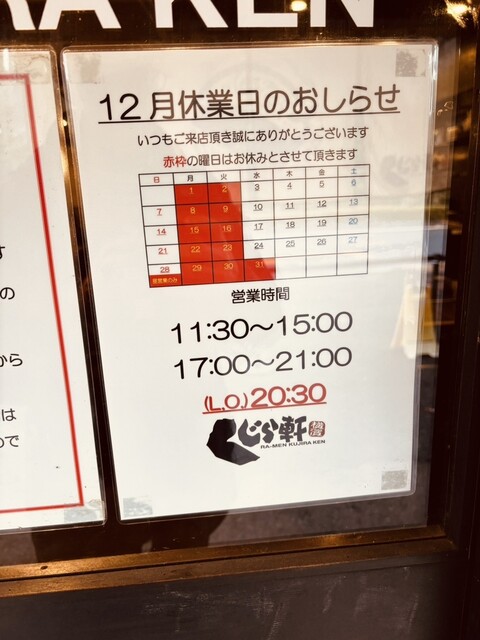 RA KEN
12月休業日のおしらせ
いつもご来店頂き誠にありがとうございます
赤枠の曜日はお休みとさせて頂きます
日 月 火 水 木 金 土
1 2 3 4 5 6
7 8 9 10 11 12 13
14 15 16 17 18 19 20
21 22 23 24 25 26 27
28 29 30 31
昼営業のみ
営業時間
11:30〜15:00
17:00〜21:00
(L.O.) 20:30
くじら軒
RA-MEN KUJIRA KEN
す
の
から
は
ので